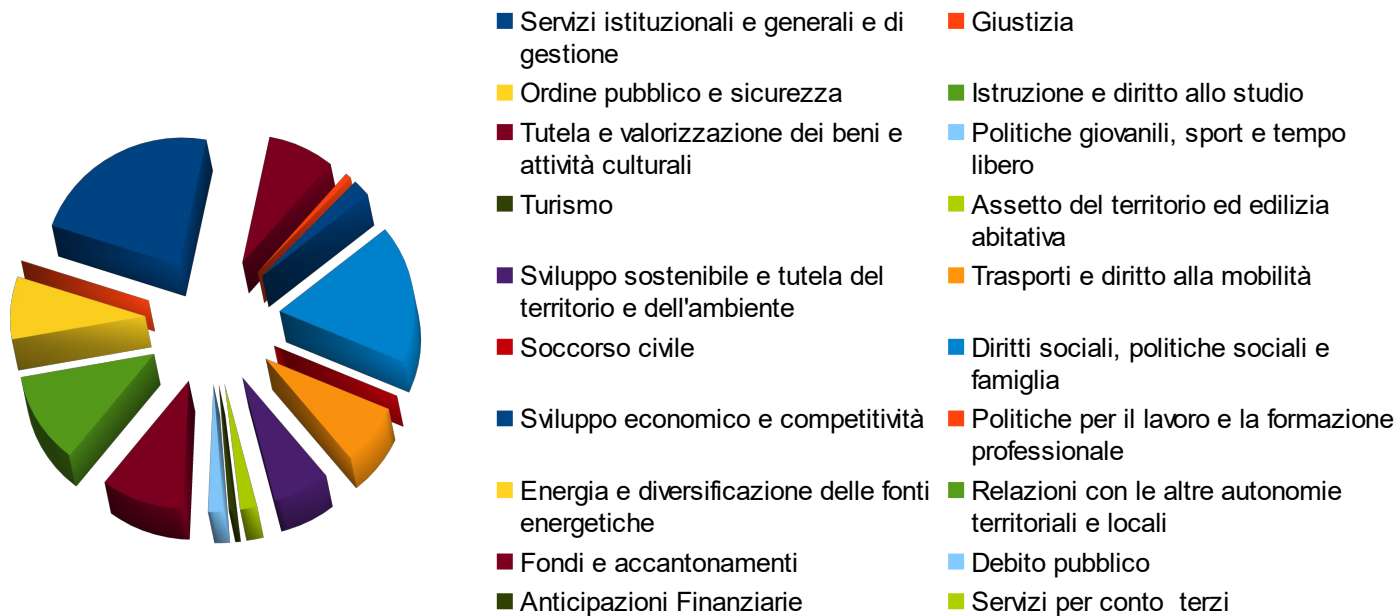 Servizi istituzionali e generali e di
gestione
Giustizia
Ordine pubblico e sicurezza
Istruzione e diritto allo studio
Tutela e valorizzazione dei beni e
attività culturali
Politiche giovanili, sport e tempo
libero
Turismo
Assetto del territorio ed edilizia
abitativa
Sviluppo sostenibile e tutela del
territorio e dell'ambiente
Trasporti e diritto alla mobilità
Soccorso civile
Diritti sociali, politiche sociali e
famiglia
Sviluppo economico e competitività
Politiche per il lavoro e la formazione
professionale
Energia e diversificazione delle fonti
energetiche
Relazioni con le altre autonomie
territoriali e locali
Fondi e accantonamenti
Debito pubblico
Anticipazioni Finanziarie
Servizi per conto  terzi